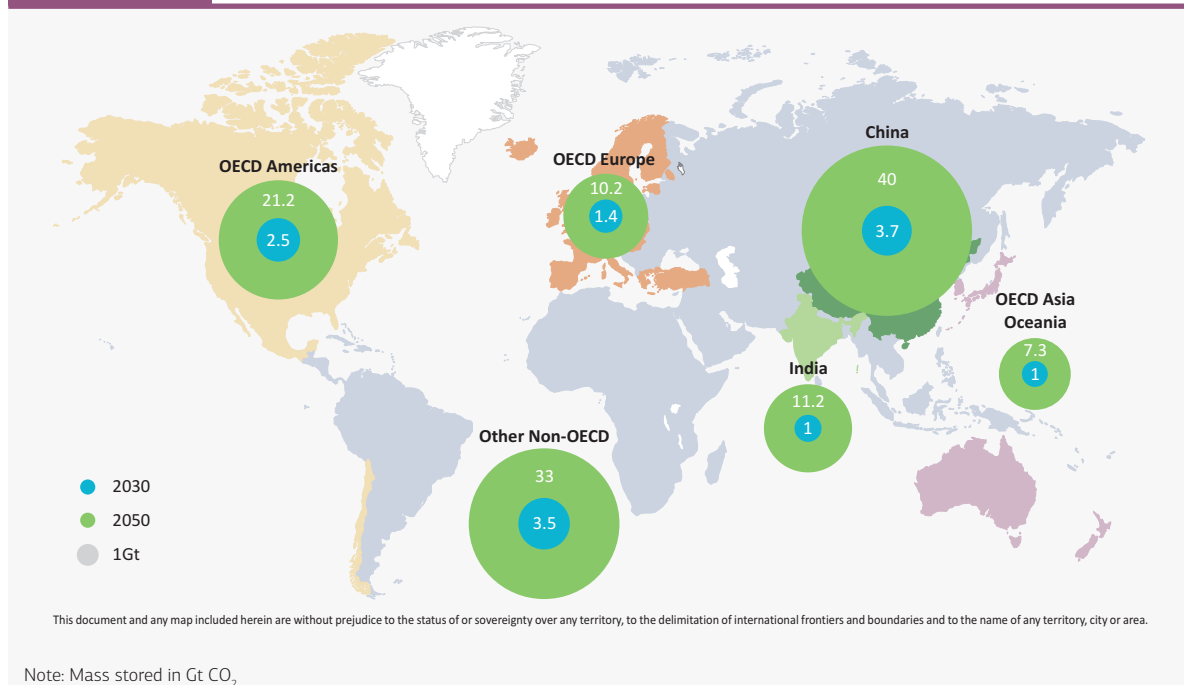 OECD Americas
21.2
2.5
OECD Europe
10.2
1.4
China
40
3.7
OECD Asia
Oceania
7.3
1
India
11.2
1
Other Non-OECD
33
3.5
2030
2050
1Gt
This document and any map included herein are without prejudice to the status of or sovereignty over any territory, to the delimitation of international frontiers and boundaries and to the name of any territory, city or area.
Note: Mass stored in Gt CO₂